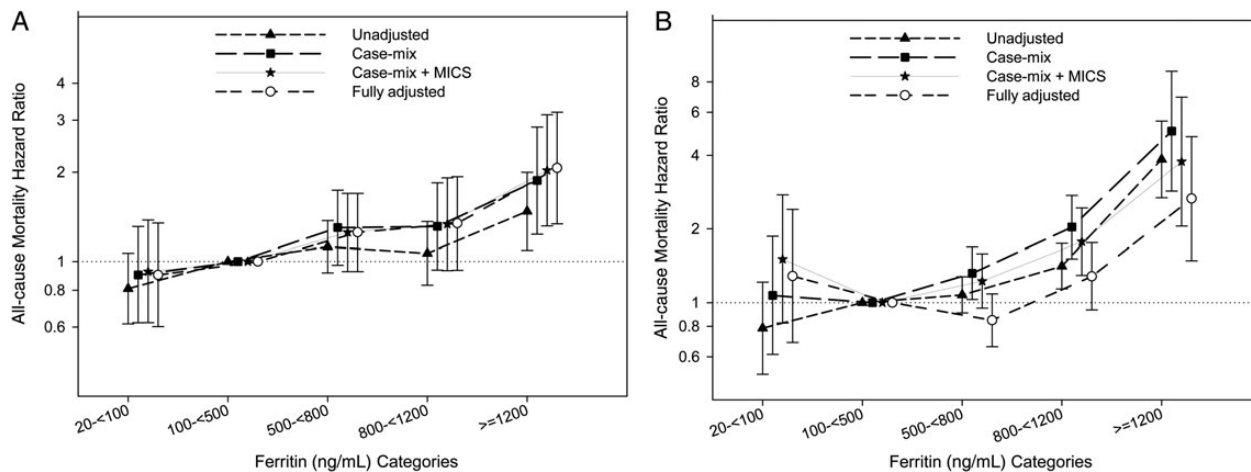 A
Unadjusted
Case-mix
Case-mix + MICS
Fully adjusted
All-cause Mortality Hazard Ratio
4
3
2
1
0.8
0.6
20-<100
100-<500
500-<800
800-<1200
>=1200
Ferritin (ng/mL) Categories
B
Unadjusted
Case-mix
Case-mix + MICS
Fully adjusted
All-cause Mortality Hazard Ratio
8
6
4
2
1
0.8
0.6
20-<100
100-<500
500-<800
800-<1200
>=1200
Ferritin (ng/mL) Categories